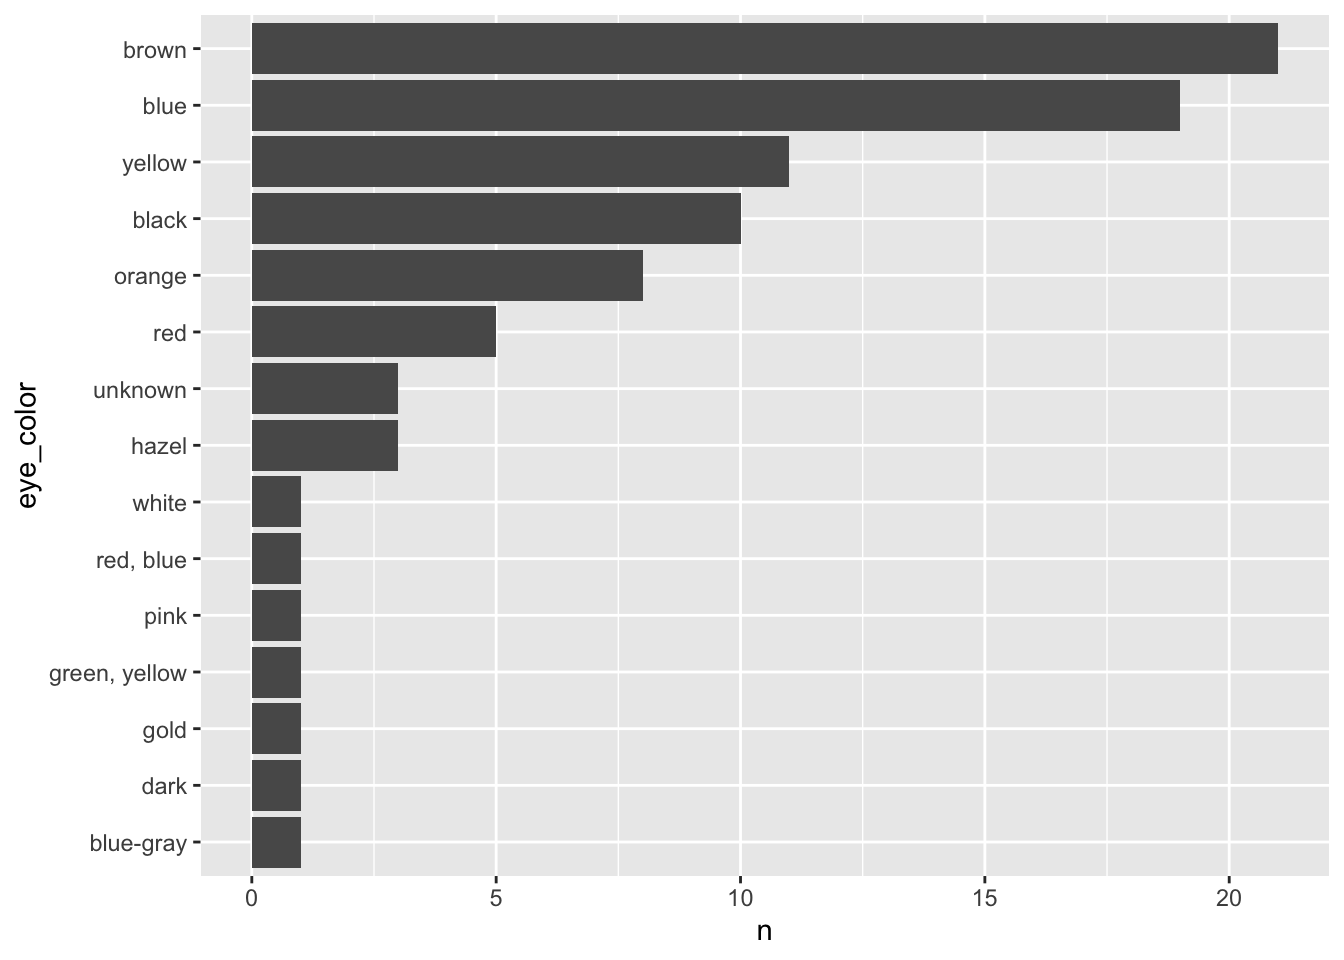 brown
blue
yellow
black
orange
red
unknown
hazel
white
red, blue
pink
green, yellow
gold
dark
blue-gray
eye_color
0 5 10 15 20
n